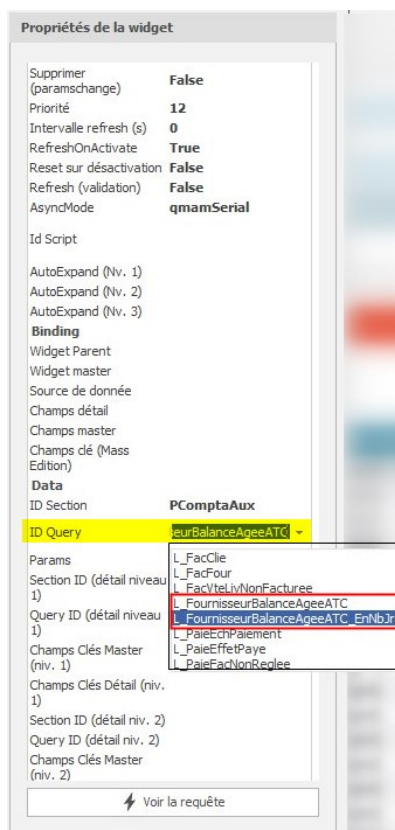 Propriétés de la widget
Supprimer
(paramschange) False
Priorité 12
Intervalle refresh (s) 0
RefreshOnActivate True
Reset sur désactivation False
Refresh (validation) False
AsyncMode qmamSerial
Id Script
AutoExpand (Nv. 1)
AutoExpand (Nv. 2)
AutoExpand (Nv. 3)
Binding
Widget Parent
Widget master
Source de donnée
Champs détail
Champs master
Champs clé (Mass
Edition)
Data
ID Section PComptaAux
ID Query seurBalanceAgeeATC
Params
Section ID (détail niveau
1)
Query ID (détail niveau
1)
Champs Clés Master
(niv. 1)
Champs Clés Détail (niv.
1)
Section ID (détail niv. 2)
Query ID (détail niv. 2)
Champs Clés Master
(niv. 2)
L_FacClie
L_FacFour
L_FacVteLivNonFacturee
L_FournisseurBalanceAgeeATC
L_FournisseurBalanceAgeeATC_EnNbJr
L_PaieEchPaiement
L_PaieEffetPaye
L_PaieFacNonReglee
Voir la requête